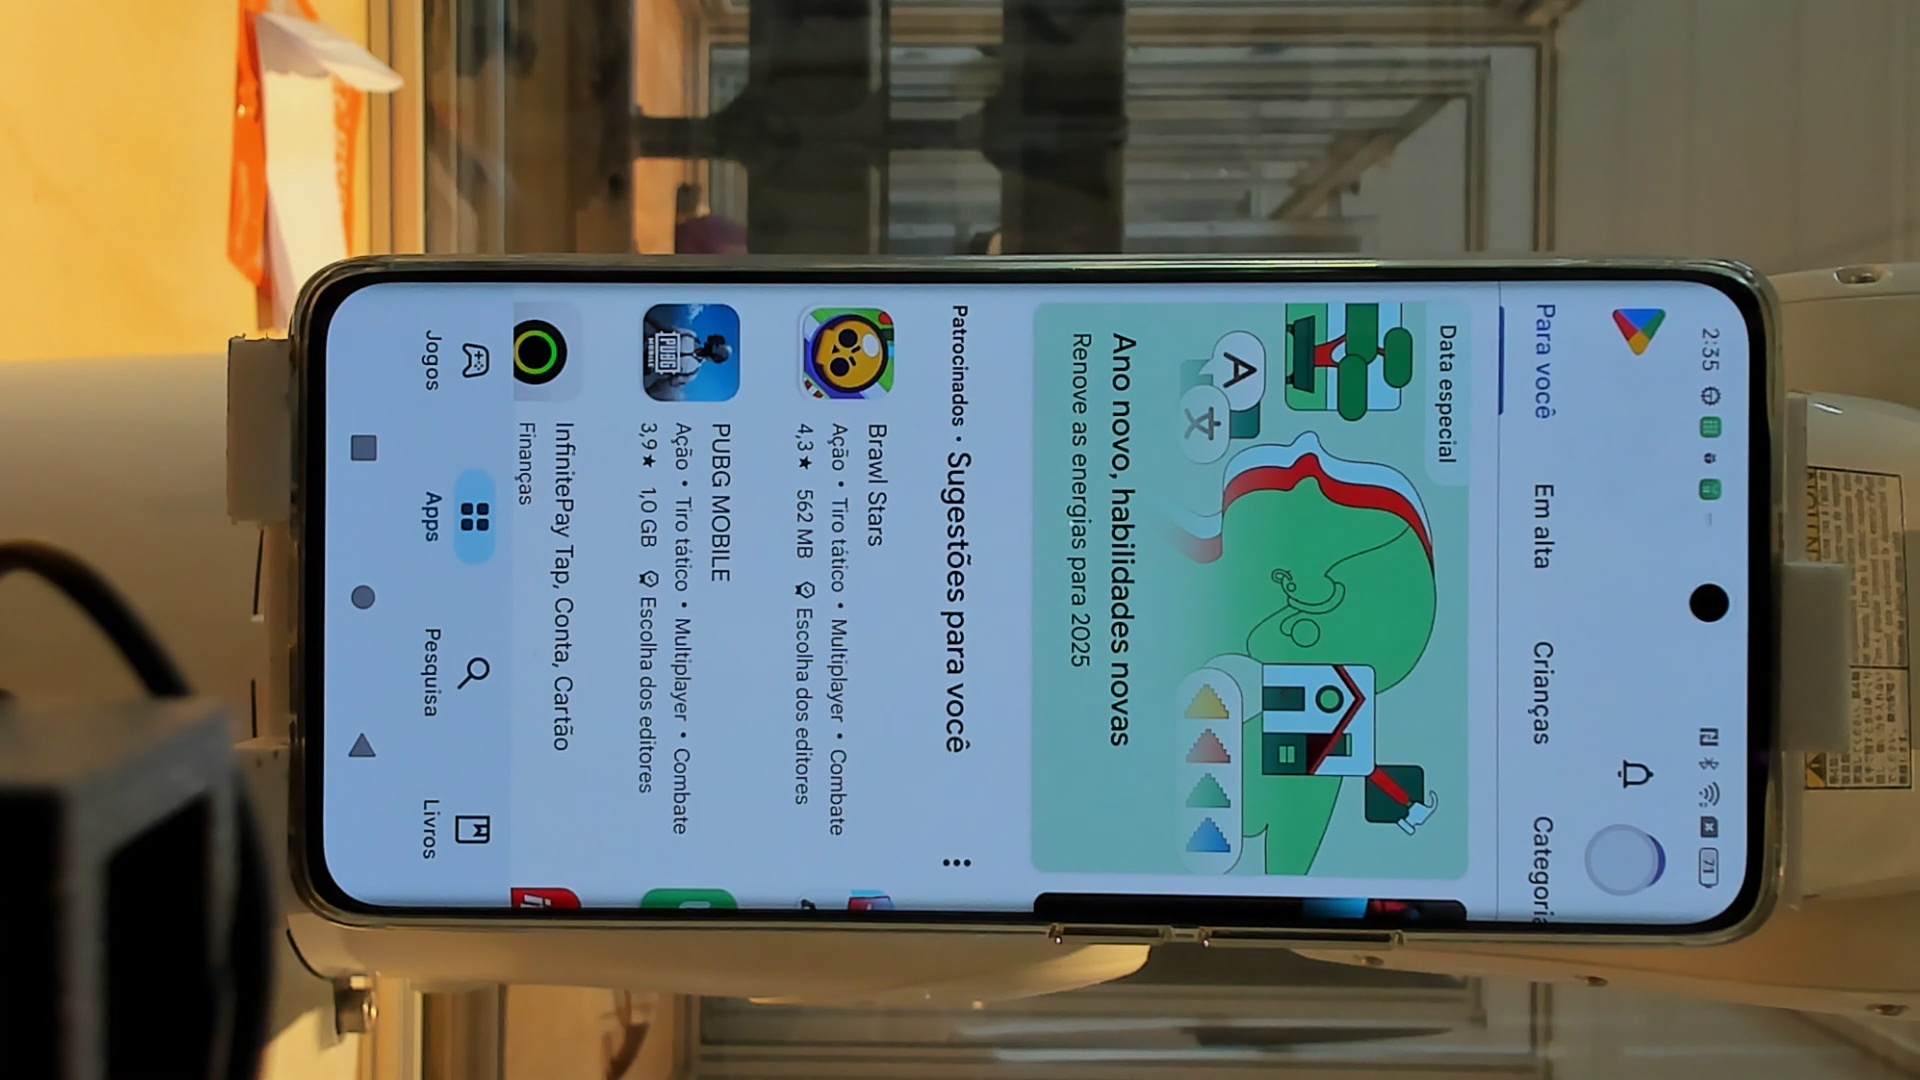 2:35
71
Para você
Em alta
Crianças
Categoria
Data especial
A
Ano novo, habilidades novas
Renove as energias para 2025
Patrocinados • Sugestões para você
Brawl Stars
Ação • Tiro tático • Multiplayer • Combate
4,3★ 562 MB Escolha dos editores
PUBG MOBILE
Ação • Tiro tático • Multiplayer • Combate
3,9★ 1,0 GB Escolha dos editores
PUBG
MOBILE
InfinitePay Tap, Conta, Cartão
Finanças
Jogos
Apps
Pesquisa
Livros